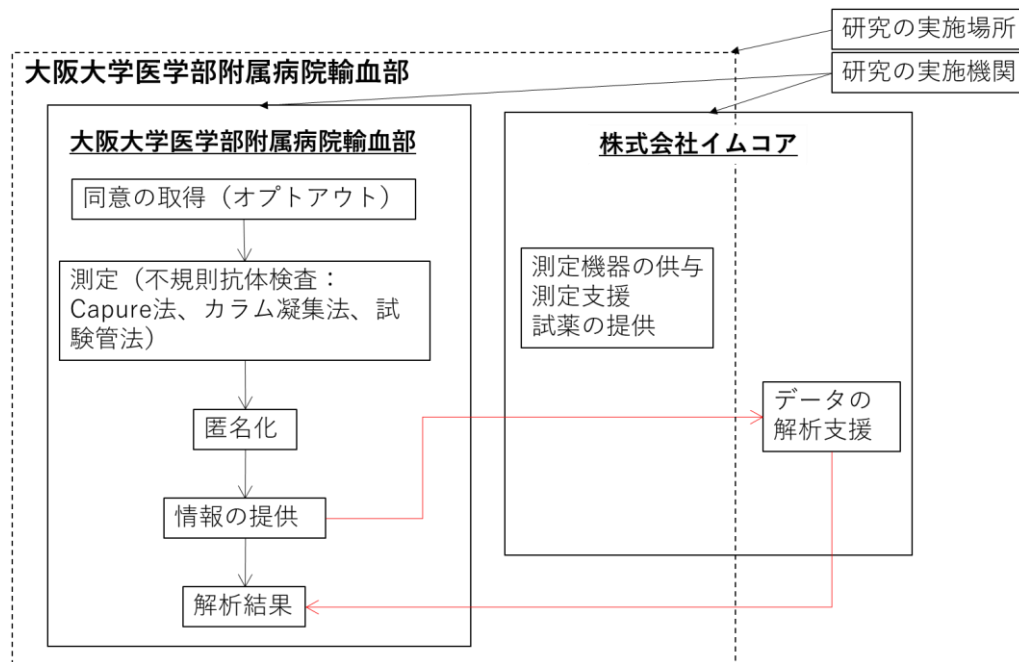 研究の実施場所
研究の実施機関
大阪大学医学部附属病院輸血部
大阪大学医学部附属病院輸血部
同意の取得（オプトアウト）
測定（不規則抗体検査：
Capure法、カラム凝集法、試
験管法）
匿名化
情報の提供
解析結果
株式会社イムコア
測定機器の供与
測定支援
試薬の提供
データの
解析支援